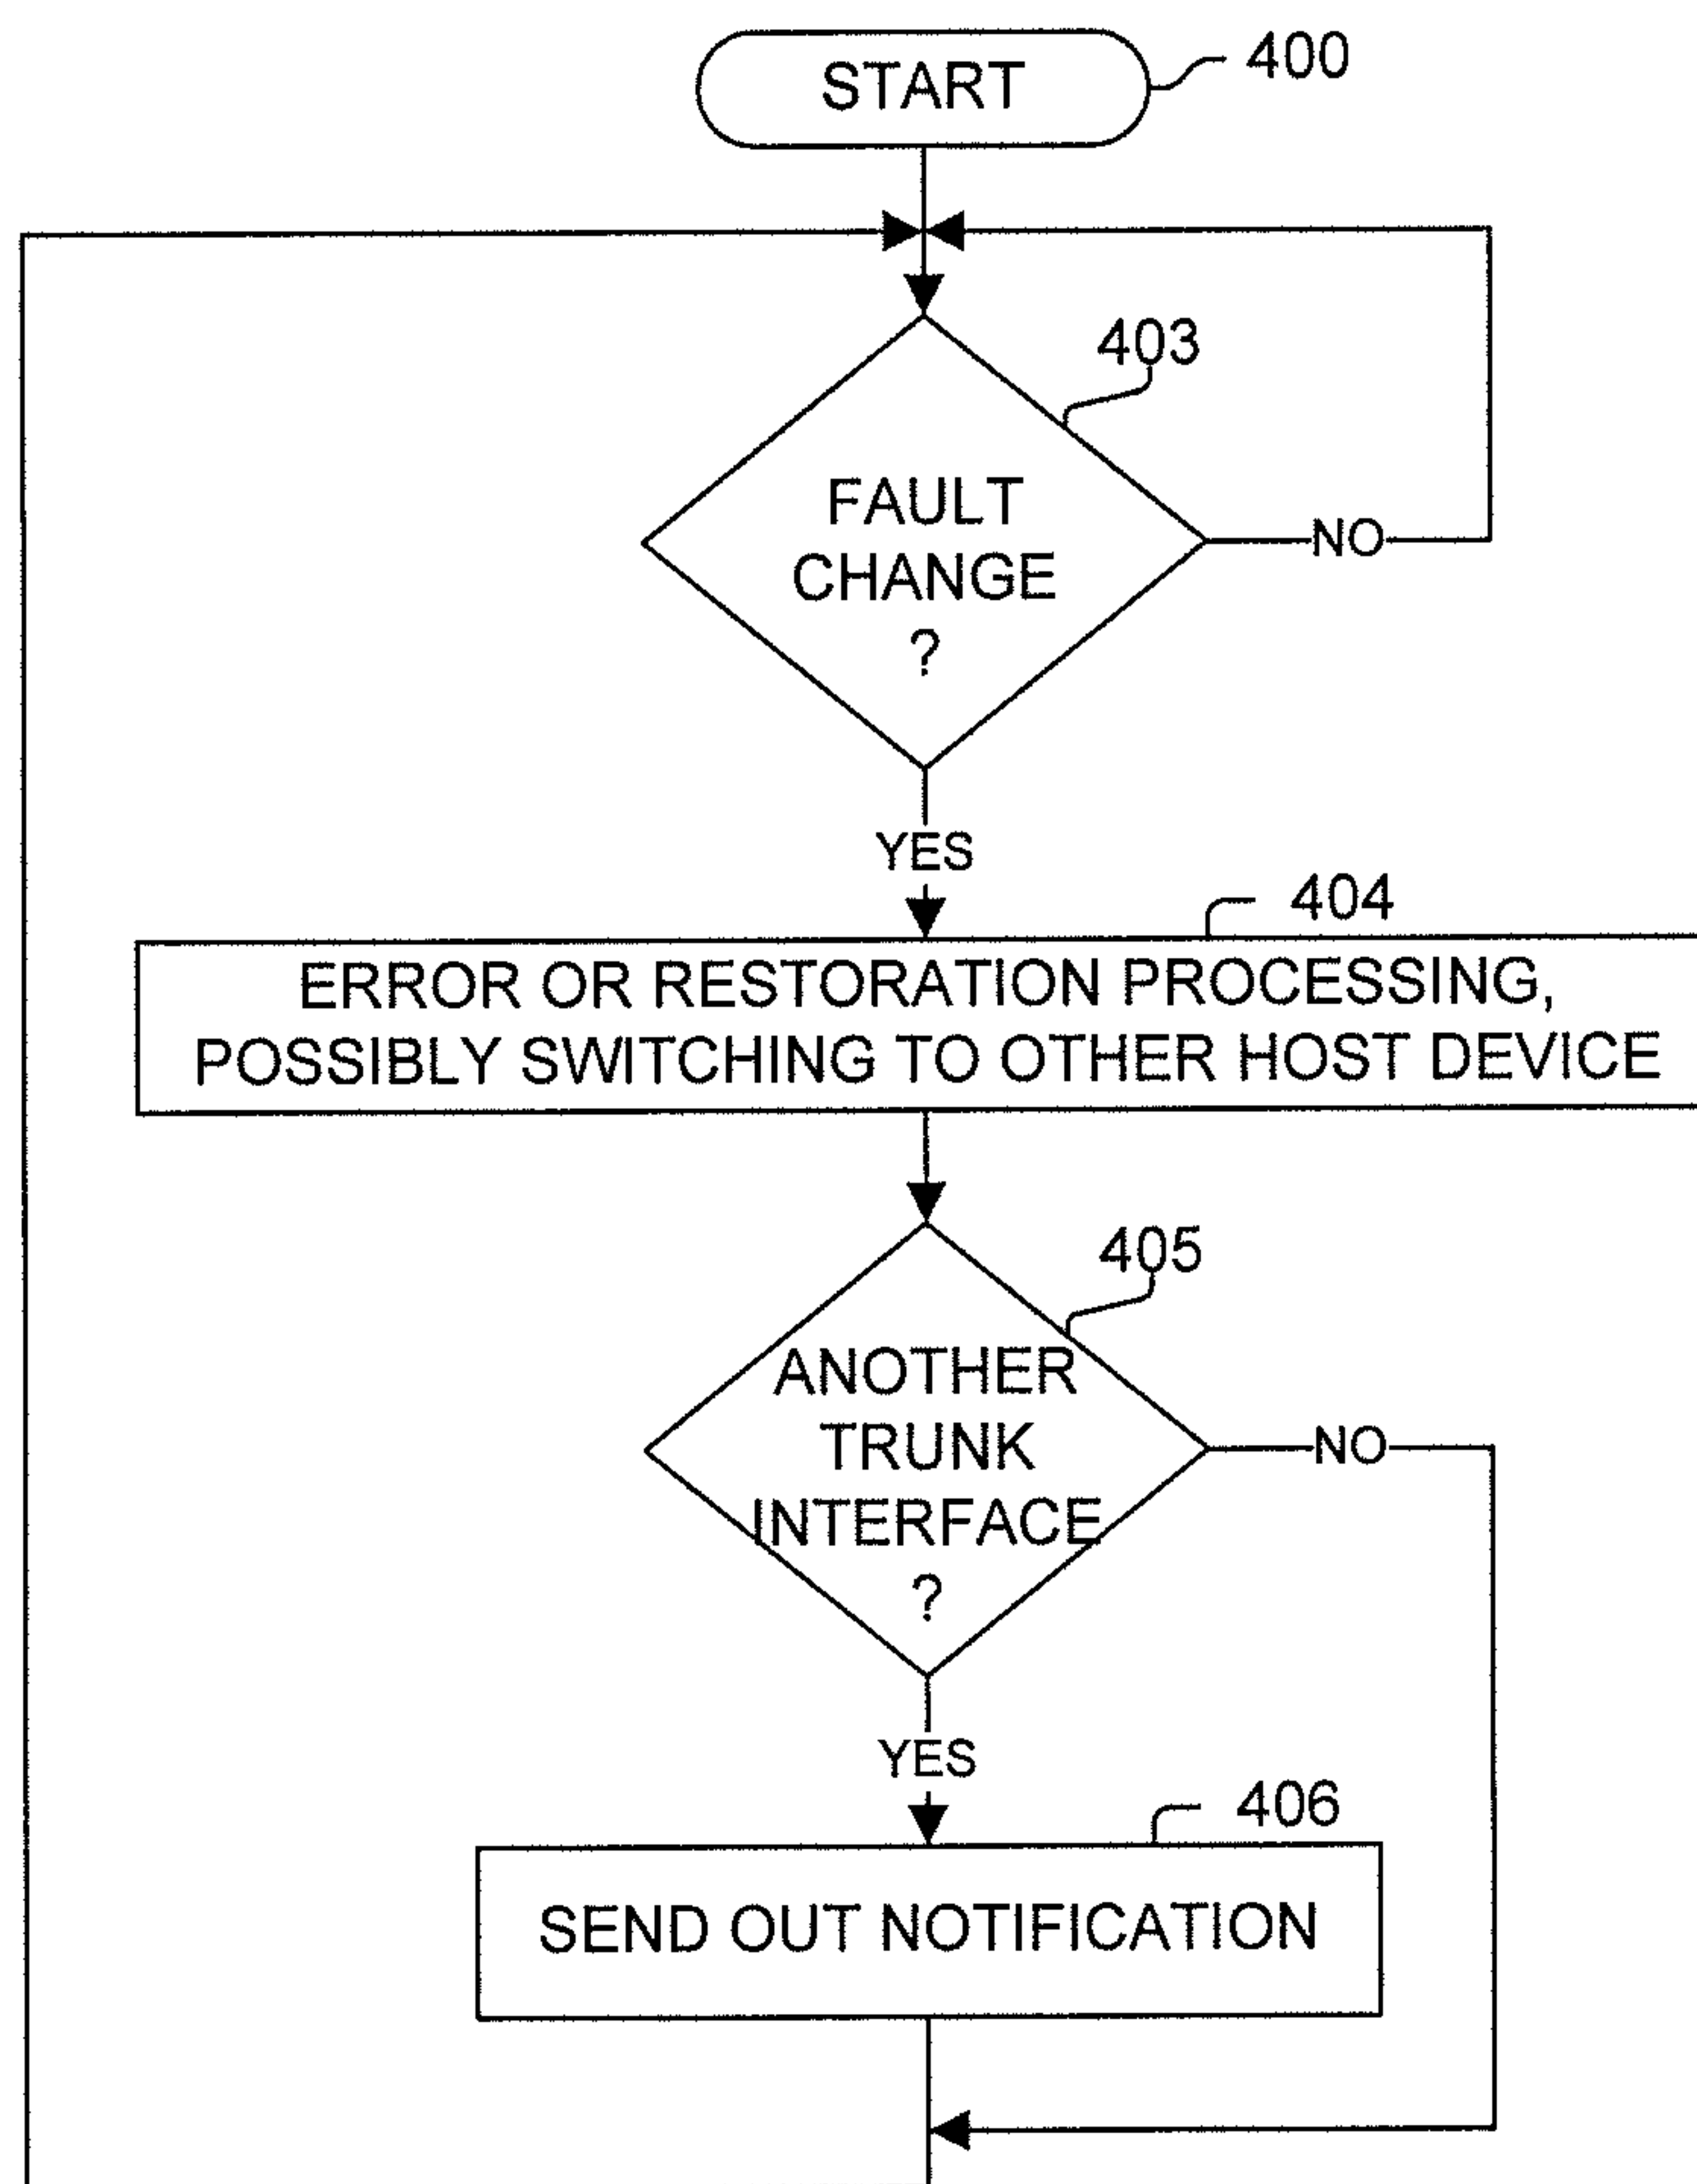 START
400
403
FAULT
CHANGE
?
NO
YES
404
ERROR OR RESTORATION PROCESSING,
POSSIBLY SWITCHING TO OTHER HOST DEVICE
405
ANOTHER
TRUNK
INTERFACE
?
NO
YES
406
SEND OUT NOTIFICATION